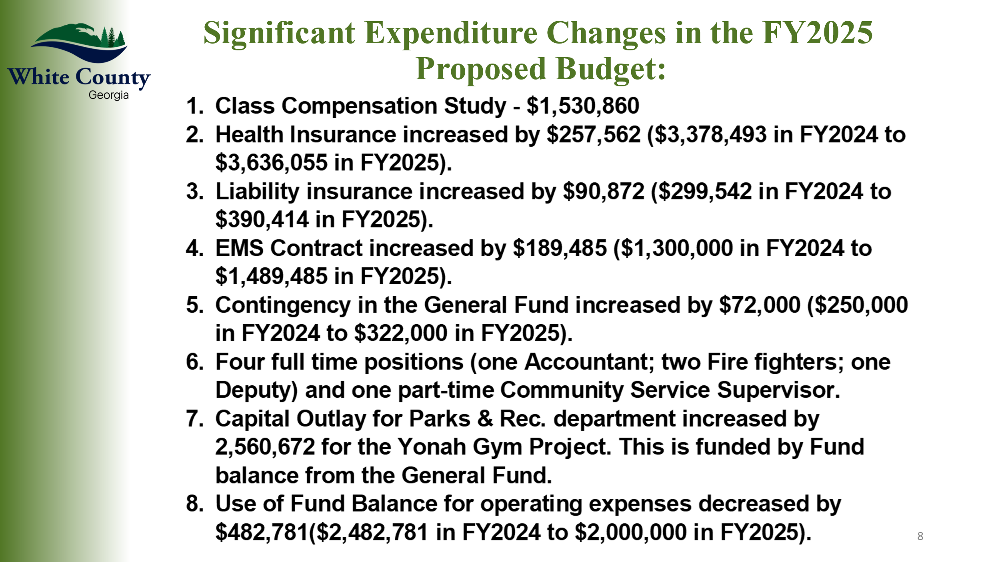 White County
Georgia
Significant Expenditure Changes in the FY2025
Proposed Budget:
1. Class Compensation Study - $1,530,860
2. Health Insurance increased by $257,562 ($3,378,493 in FY2024 to
$3,636,055 in FY2025).
3. Liability insurance increased by $90,872 ($299,542 in FY2024 to
$390,414 in FY2025).
4. EMS Contract increased by $189,485 ($1,300,000 in FY2024 to
$1,489,485 in FY2025).
5. Contingency in the General Fund increased by $72,000 ($250,000
in FY2024 to $322,000 in FY2025).
6. Four full time positions (one Accountant; two Fire fighters; one
Deputy) and one part-time Community Service Supervisor.
7. Capital Outlay for Parks & Rec. department increased by
2,560,672 for the Yonah Gym Project. This is funded by Fund
balance from the General Fund.
8. Use of Fund Balance for operating expenses decreased by
$482,781($2,482,781 in FY2024 to $2,000,000 in FY2025).
8